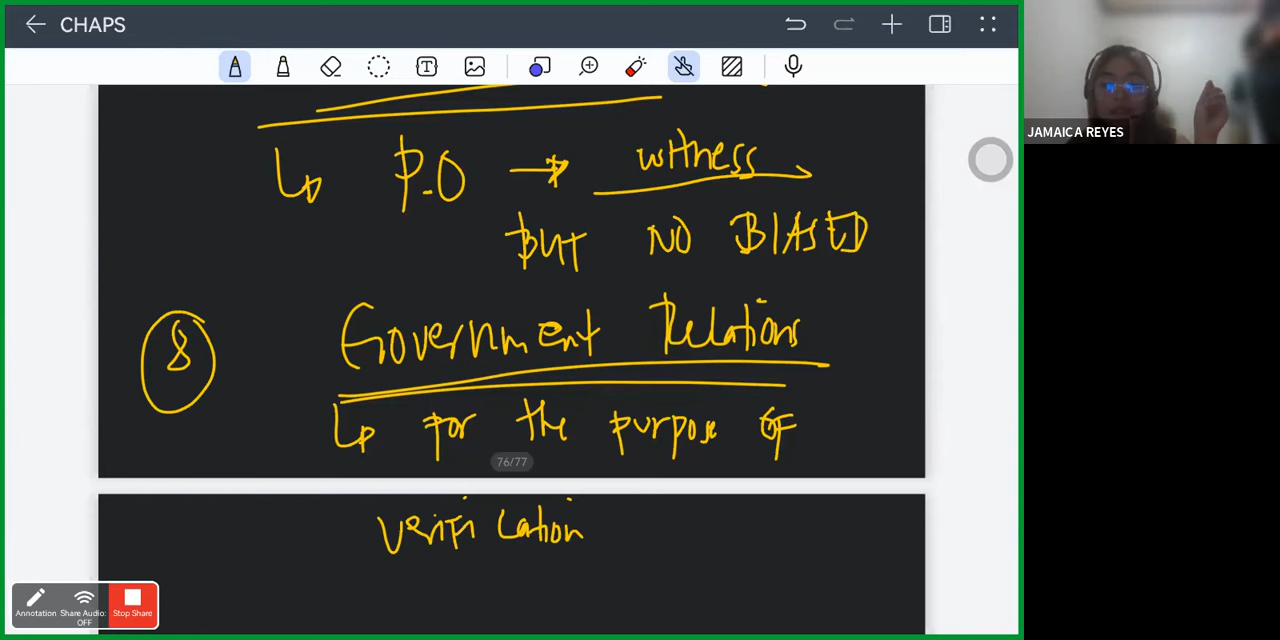 CHAPS
JAMAICA REYES
P.O → witness
BUT NO BIASED
8 Government Relations
↳ for the purpose of
76/77
verification
Annotation Share Audio: OFF Stop Share